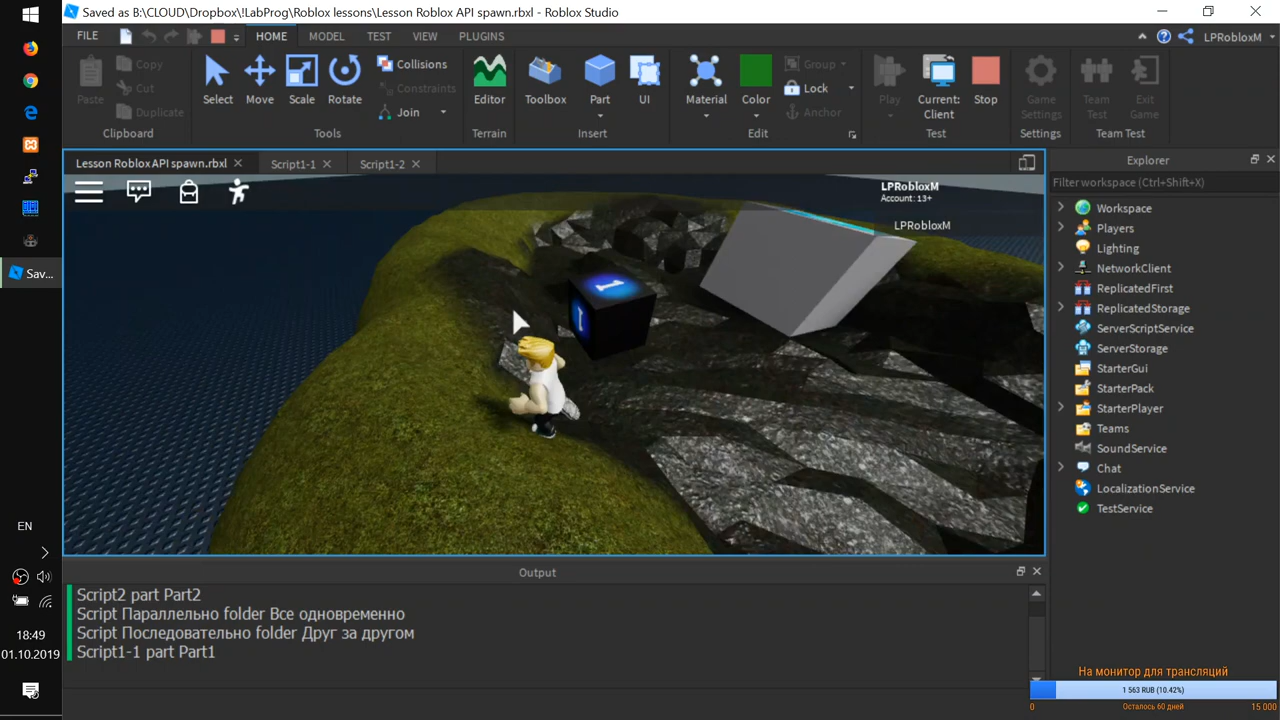 Saved as B:\CLOUD\Dropbox\!LabProg\Roblox lessons\Lesson Roblox API spawn.rbxl - Roblox Studio
FILE HOME MODEL TEST VIEW PLUGINS LPRobloxM
Paste Copy Cut Duplicate
Select Move Scale Rotate Collisions Constraints Join
Editor Toolbox Part UI
Material Color Group Lock Anchor
Play Current: Client Stop
Game Settings Team Test Exit Game
Clipboard Tools Terrain Insert Edit Test Settings Team Test
Lesson Roblox API spawn.rbxl Script1-1 Script1-2
LPRobloxM
Account: 13+
LPRobloxM
1
1
Explorer
Filter workspace (Ctrl+Shift+X)
Workspace
Players
Lighting
NetworkClient
ReplicatedFirst
ReplicatedStorage
ServerScriptService
ServerStorage
StarterGui
StarterPack
StarterPlayer
Teams
SoundService
Chat
LocalizationService
TestService
Output
Script2 part Part2
Script Параллельно folder Все одновременно
Script Последовательно folder Друг за другом
Script1-1 part Part1
Sav...
EN
18:49
01.10.2019
На монитор для трансляций
1 563 RUB (10.42%)
0 Осталось 60 дней 15 000